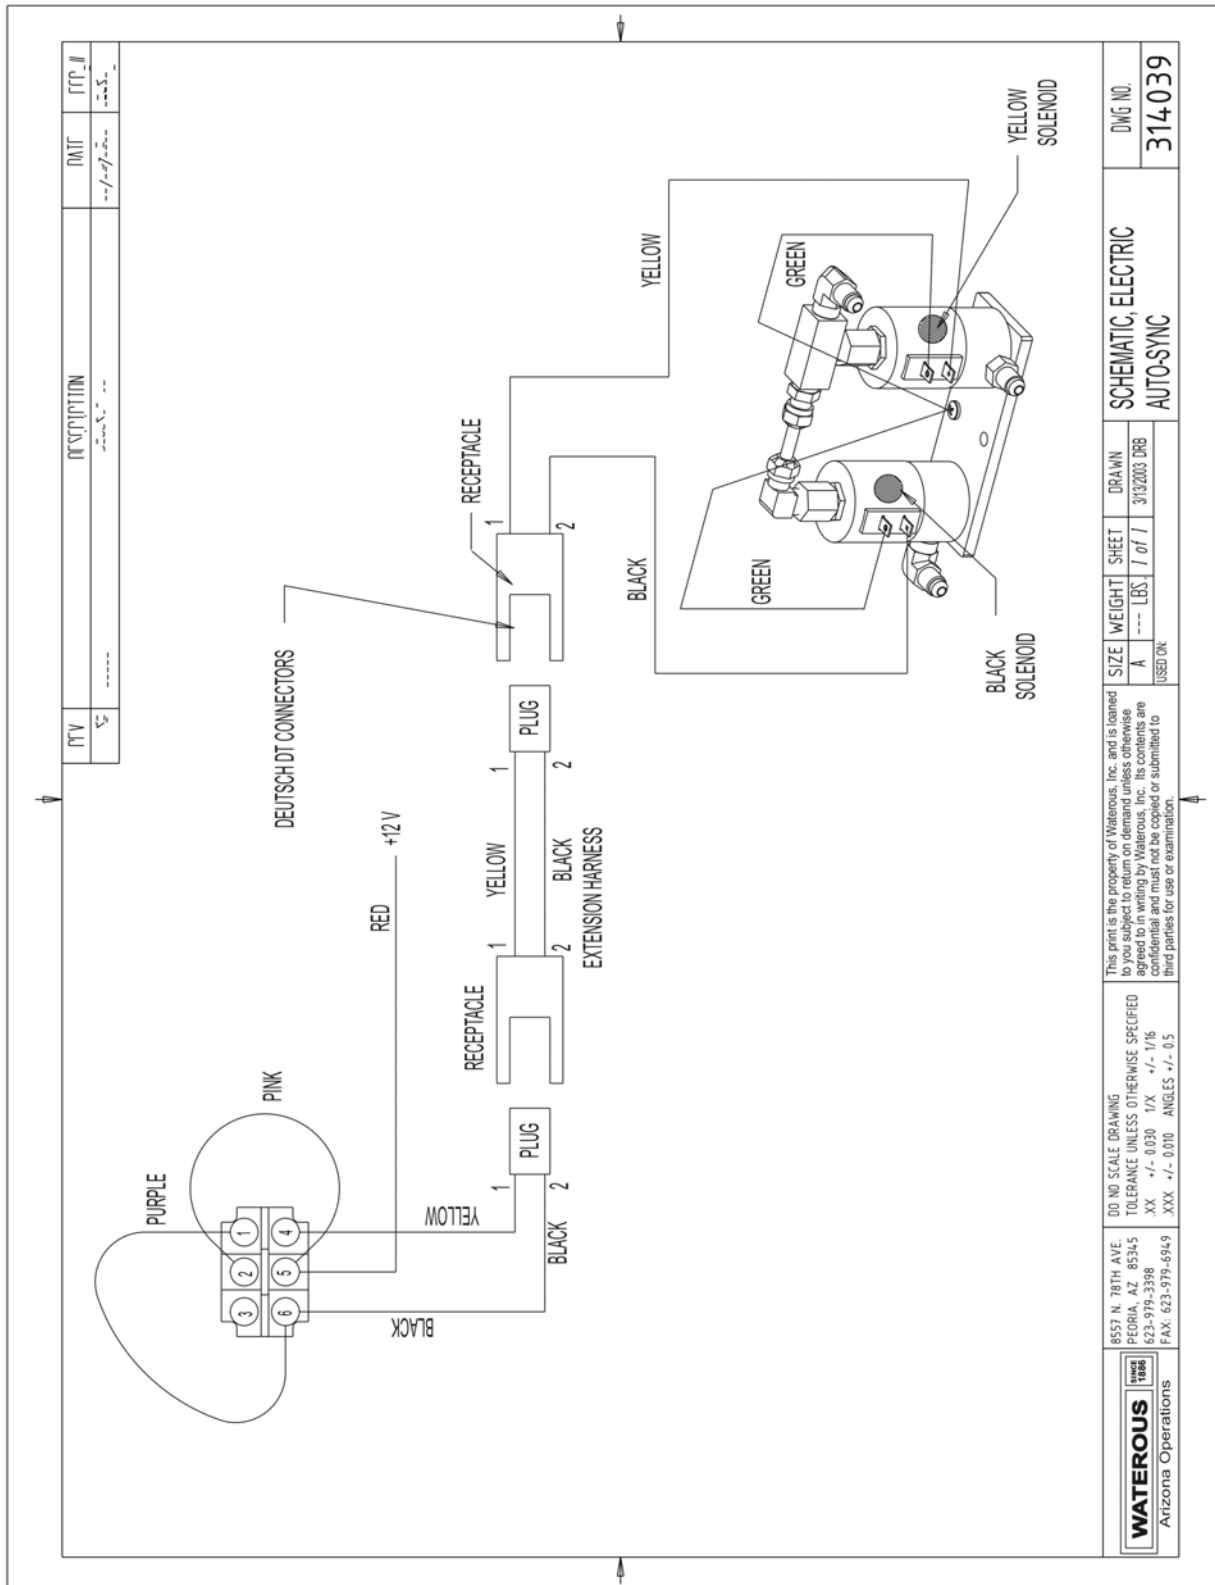 PURPLE
PINK
1
2
3
4
5
6
RED
+12 V
YELLOW
BLACK
BLACK
1
2
PLUG
RECEPTACLE
1
2
YELLOW
BLACK
EXTENSION HARNESS
1
2
PLUG
DEUTSCH DT CONNECTORS
RECEPTACLE
1
2
YELLOW
BLACK
GREEN
GREEN
BLACK
SOLENOID
YELLOW
SOLENOID
WATEROUS
SINCE
1886
Arizona Operations
8557 N. 78TH AVE.
PEORIA, AZ 85345
623-979-3398
FAX: 623-979-6949
DO NO SCALE DRAWING
TOLERANCE UNLESS OTHERWISE SPECIFIED
.XX +/- 0.030 1/X +/- 1/16
.XXX +/- 0.010 ANGLES +/- 0.5
This print is the property of Waterous, Inc. and is loaned
to you subject to return on demand unless otherwise
agreed to in writing by Waterous, Inc. Its contents are
confidential and must not be copied or submitted to
third parties for use or examination.
SIZE
A
WEIGHT
--- LBS.
SHEET
1 of 1
DRAWN
3/13/2003 DRB
USED ON:
SCHEMATIC, ELECTRIC
AUTO-SYNC
DWG NO.
314039